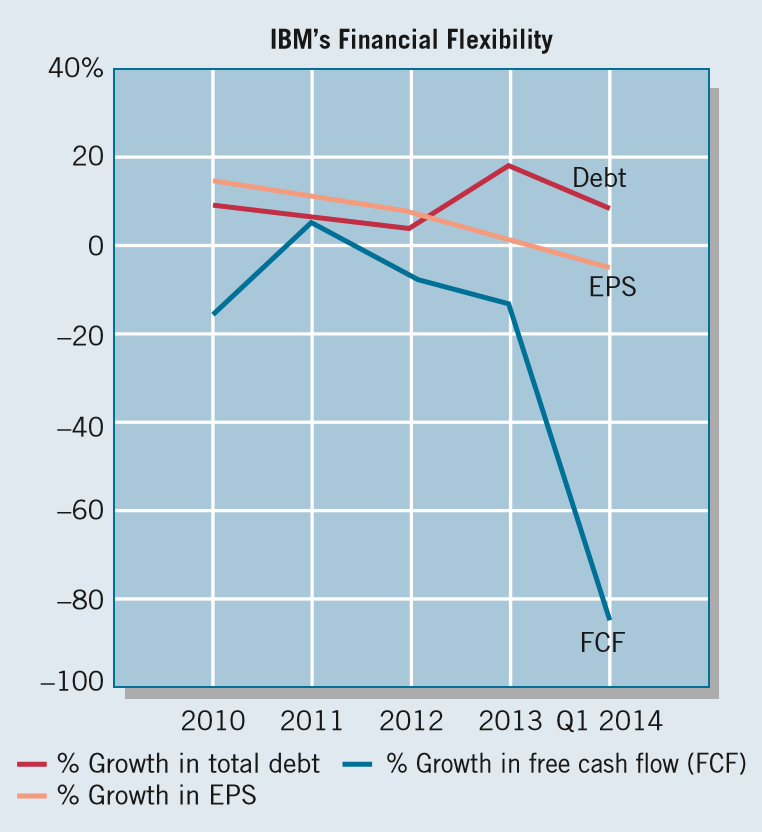 IBM's Financial Flexibility
40%
20
0
–20
–40
–60
–80
–100
Debt
EPS
FCF
2010 2011 2012 2013 Q1 2014
% Growth in total debt % Growth in free cash flow (FCF)
% Growth in EPS